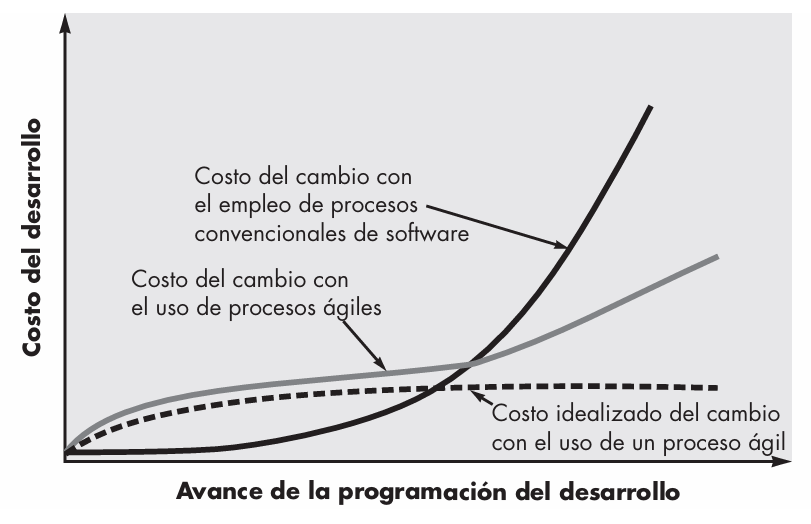 Costo del desarrollo
Costo del cambio con
el empleo de procesos
convencionales de software
Costo del cambio con
el uso de procesos ágiles
Costo idealizado del cambio
con el uso de un proceso ágil
Avance de la programación del desarrollo